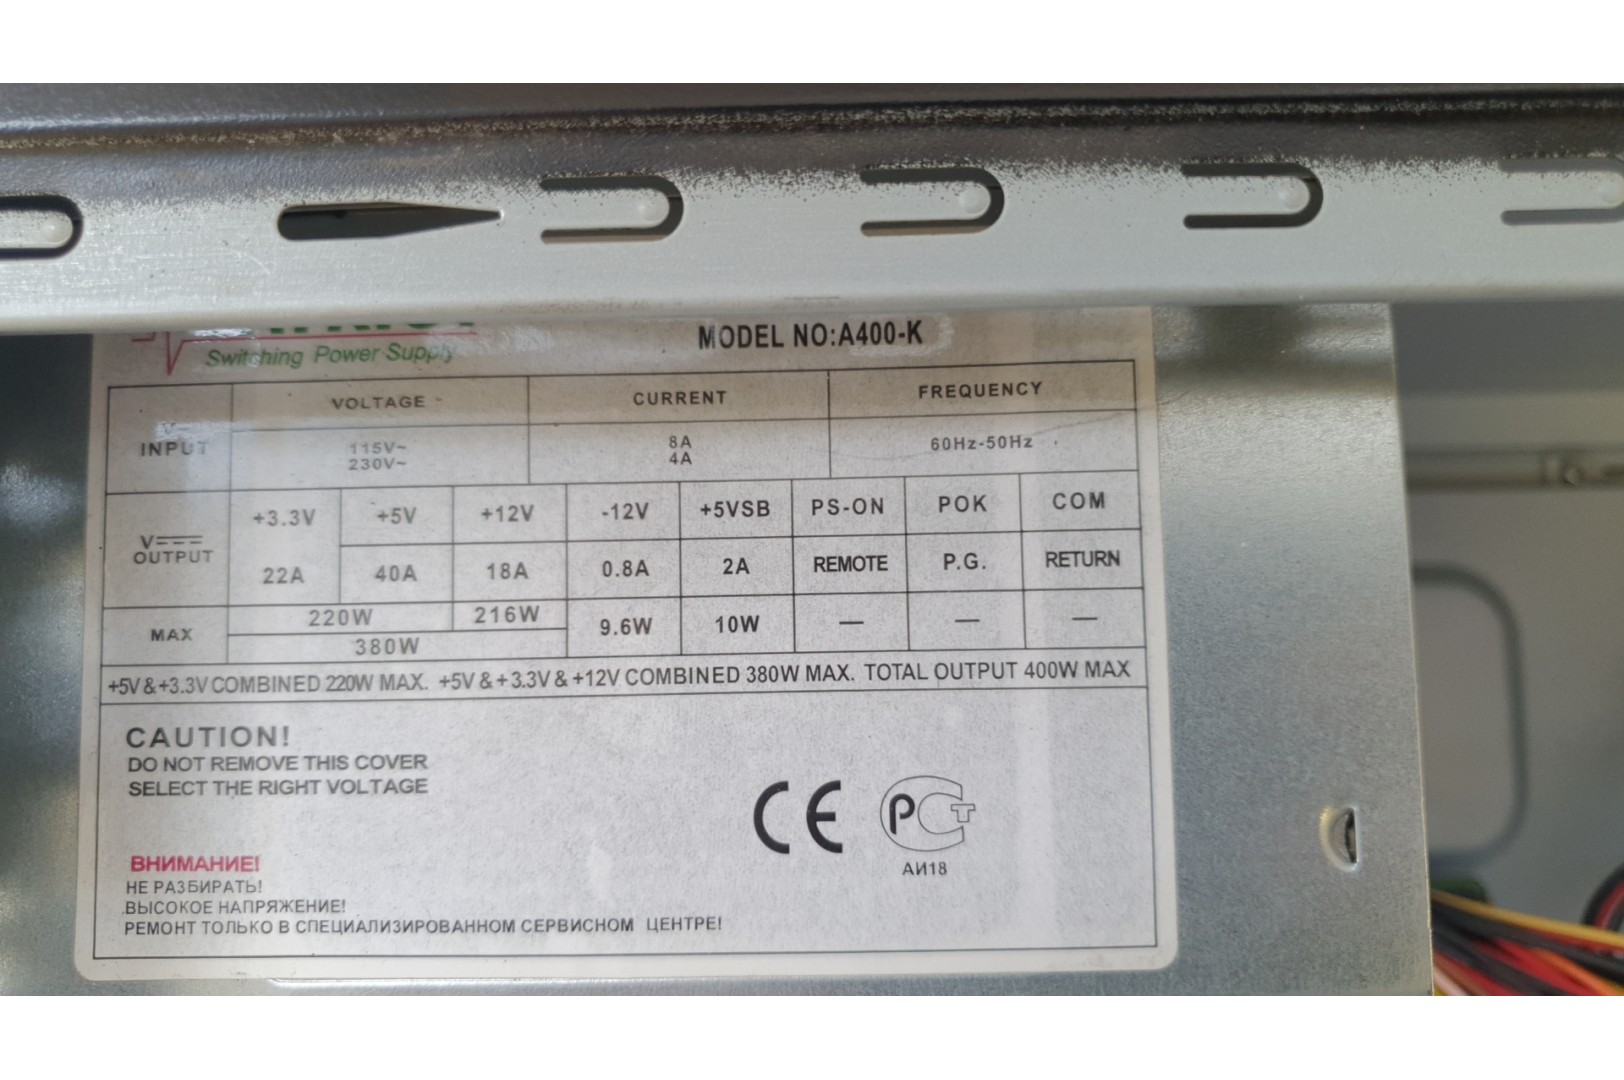 Switching Power Supply
MODEL NO:A400-K
VOLTAGE CURRENT FREQUENCY
V~
INPUT
115V~ 8A 60Hz-50Hz
230V~ 4A
+3.3V +5V +12V -12V +5VSB PS-ON POK COM
V
OUTPUT
22A 40A 18A 0.8A 2A REMOTE P.G. RETURN
MAX
220W 216W 9.6W 10W — — —
380W
+5V&+3.3V COMBINED 220W MAX. +5V&+3.3V&+12V COMBINED 380W MAX. TOTAL OUTPUT 400W MAX
CAUTION!
DO NOT REMOVE THIS COVER
SELECT THE RIGHT VOLTAGE
CE РСТ
АИ18
ВНИМАНИЕ!
НЕ РАЗБИРАТЬ!
ВЫСОКОЕ НАПРЯЖЕНИЕ!
РЕМОНТ ТОЛЬКО В СПЕЦИАЛИЗИРОВАННОМ СЕРВИСНОМ ЦЕНТРЕ!